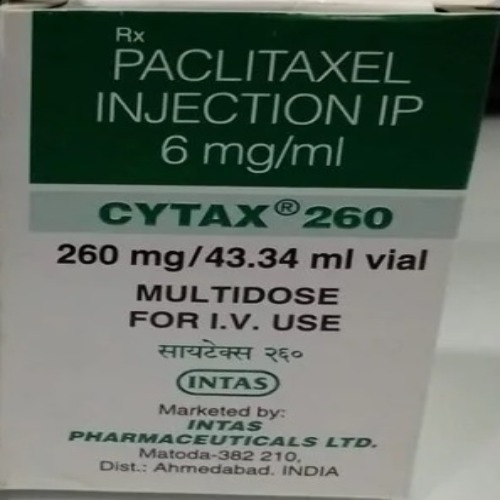 Rx
PACLITAXEL
INJECTION IP
6 mg/ml
CYTAX® 260
260 mg/43.34 ml vial
MULTIDOSE
FOR I.V. USE
सायटेक्स २६०
INTAS
Marketed by:
INTAS
PHARMACEUTICALS LTD.
Matoda-382 210,
Dist.: Ahmedabad. INDIA